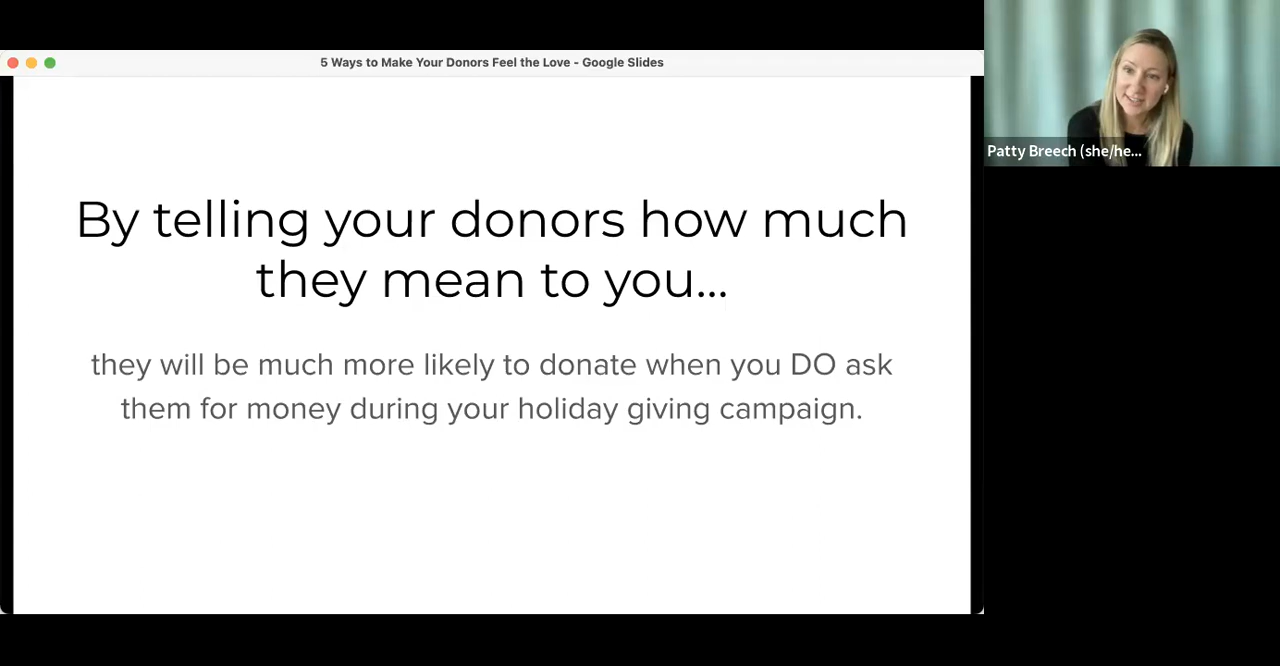 5 Ways to Make Your Donors Feel the Love - Google Slides
By telling your donors how much
they mean to you...
they will be much more likely to donate when you DO ask
them for money during your holiday giving campaign.
Patty Breech (she/he...